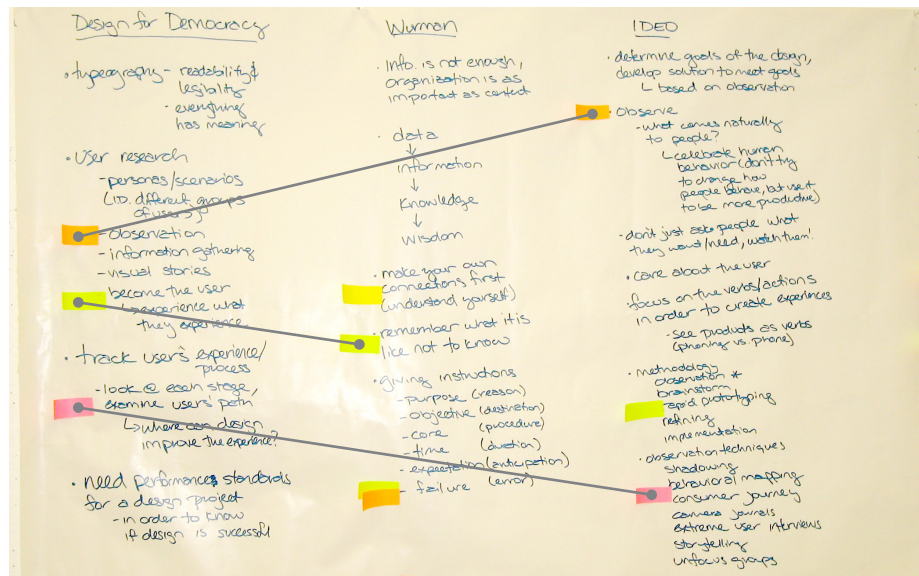 Design for Democracy
• typeography - readability &
legibility
- everything
has meaning
• user research
- personas/scenarios
(ID. different groups
of users)
- observation
- information gathering
- visual stories
- become the user
↳ experience what
they experience
• track user's experience/
process
- look @ each stage,
examine users' path
↳ where can design
improve the experience?
• need performance standards
for a design project
- in order to know
if design is successful
Wurman
• Info. is not enough,
organization is as
important as content
• data
↓
information
↓
knowledge
↓
wisdom
• make your own
connections first
(understand yourself)
• remember what it is
like not to know
• giving instructions
- purpose (reason)
- objective (destination)
- core (procedure)
- time (duration)
- expectation (anticipation)
- failure (error)
IDEO
• determine goals of the design,
develop solution to meet goals
↳ based on observation
• observe
- what comes naturally
to people?
↳ celebrate human
behavior (don't try
to change how
people behave, but use it
to be more productive)
- don't just ask people what
they want/need, watch them!
• care about the user
• focus on the verbs/actions
in order to create experiences
- see products as verbs
(phoning vs. phone)
• methodology
observation *
brainstorm
rapid prototyping
refining
implementation
• observation techniques
shadowing
behavioral mapping
consumer journey
camera journals
extreme user interviews
storytelling
unfocus groups